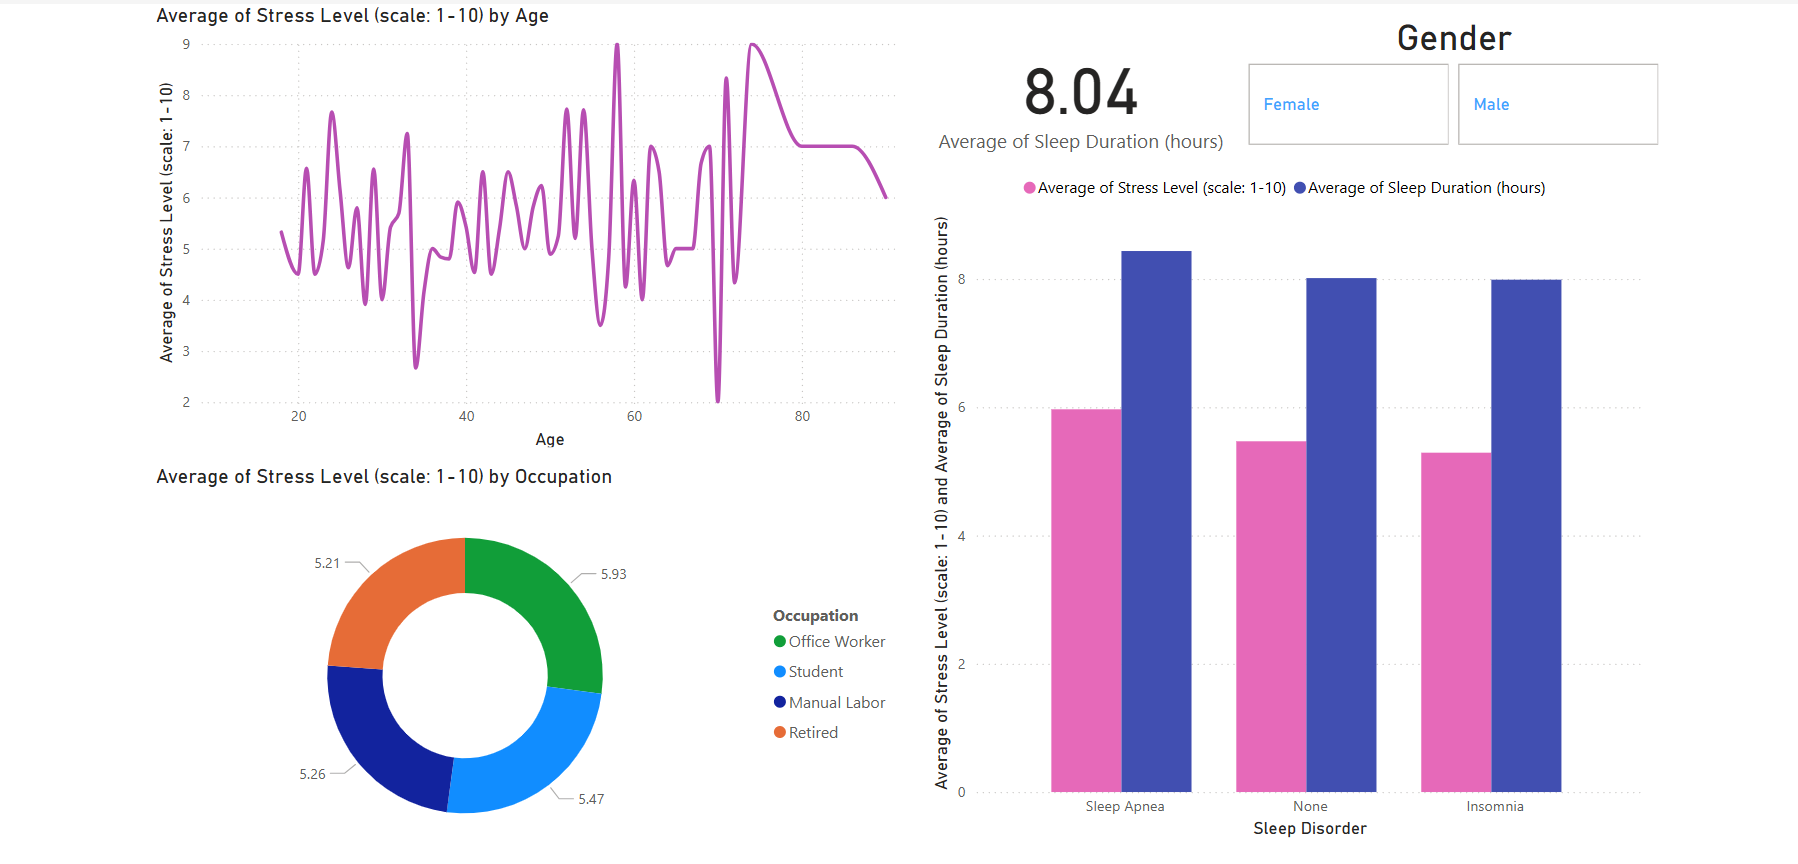 Average of Stress Level (scale: 1-10) by Age
Average of Stress Level (scale: 1-10)
9
8
7
6
5
4
3
2
20
40
60
80
Age
Average of Stress Level (scale: 1-10) by Occupation
5.21
5.93
5.26
5.47
Occupation
Office Worker
Student
Manual Labor
Retired
8.04
Average of Sleep Duration (hours)
Gender
Female
Male
Average of Stress Level (scale: 1-10)
Average of Sleep Duration (hours)
Average of Stress Level (scale: 1-10) and Average of Sleep Duration (hours)
8
6
4
2
0
Sleep Apnea
None
Insomnia
Sleep Disorder